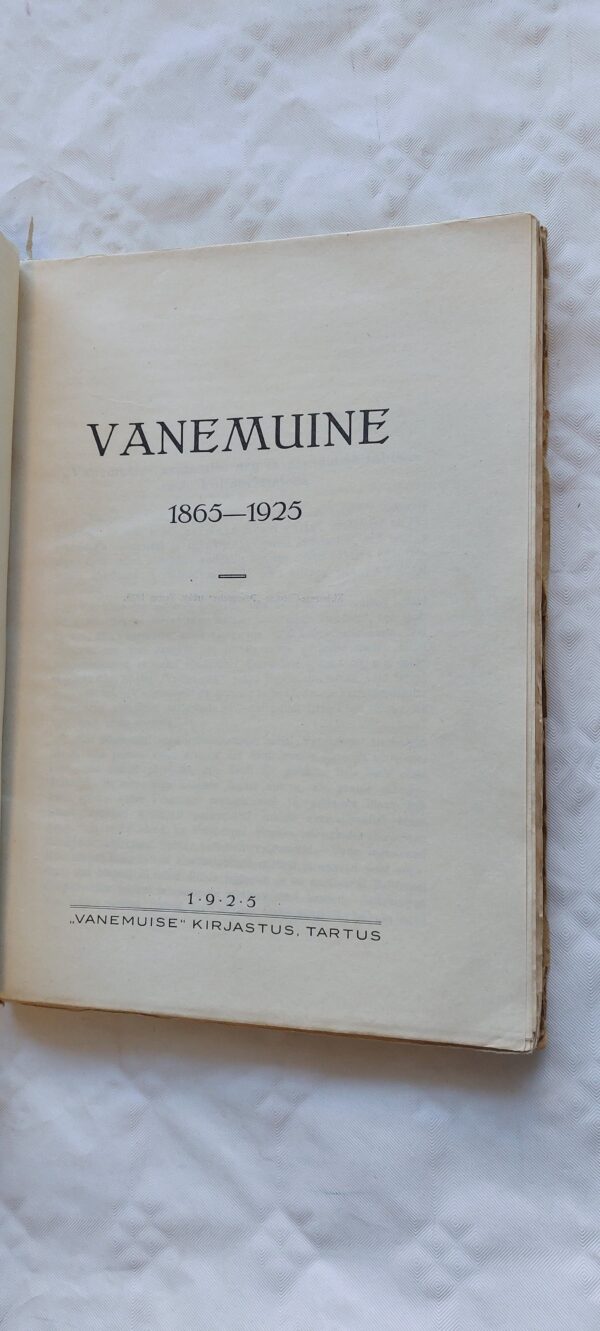 VANEMUINE
1865—1925
1·9·2·5
„VANEMUISE“ KIRJASTUS, TARTUS